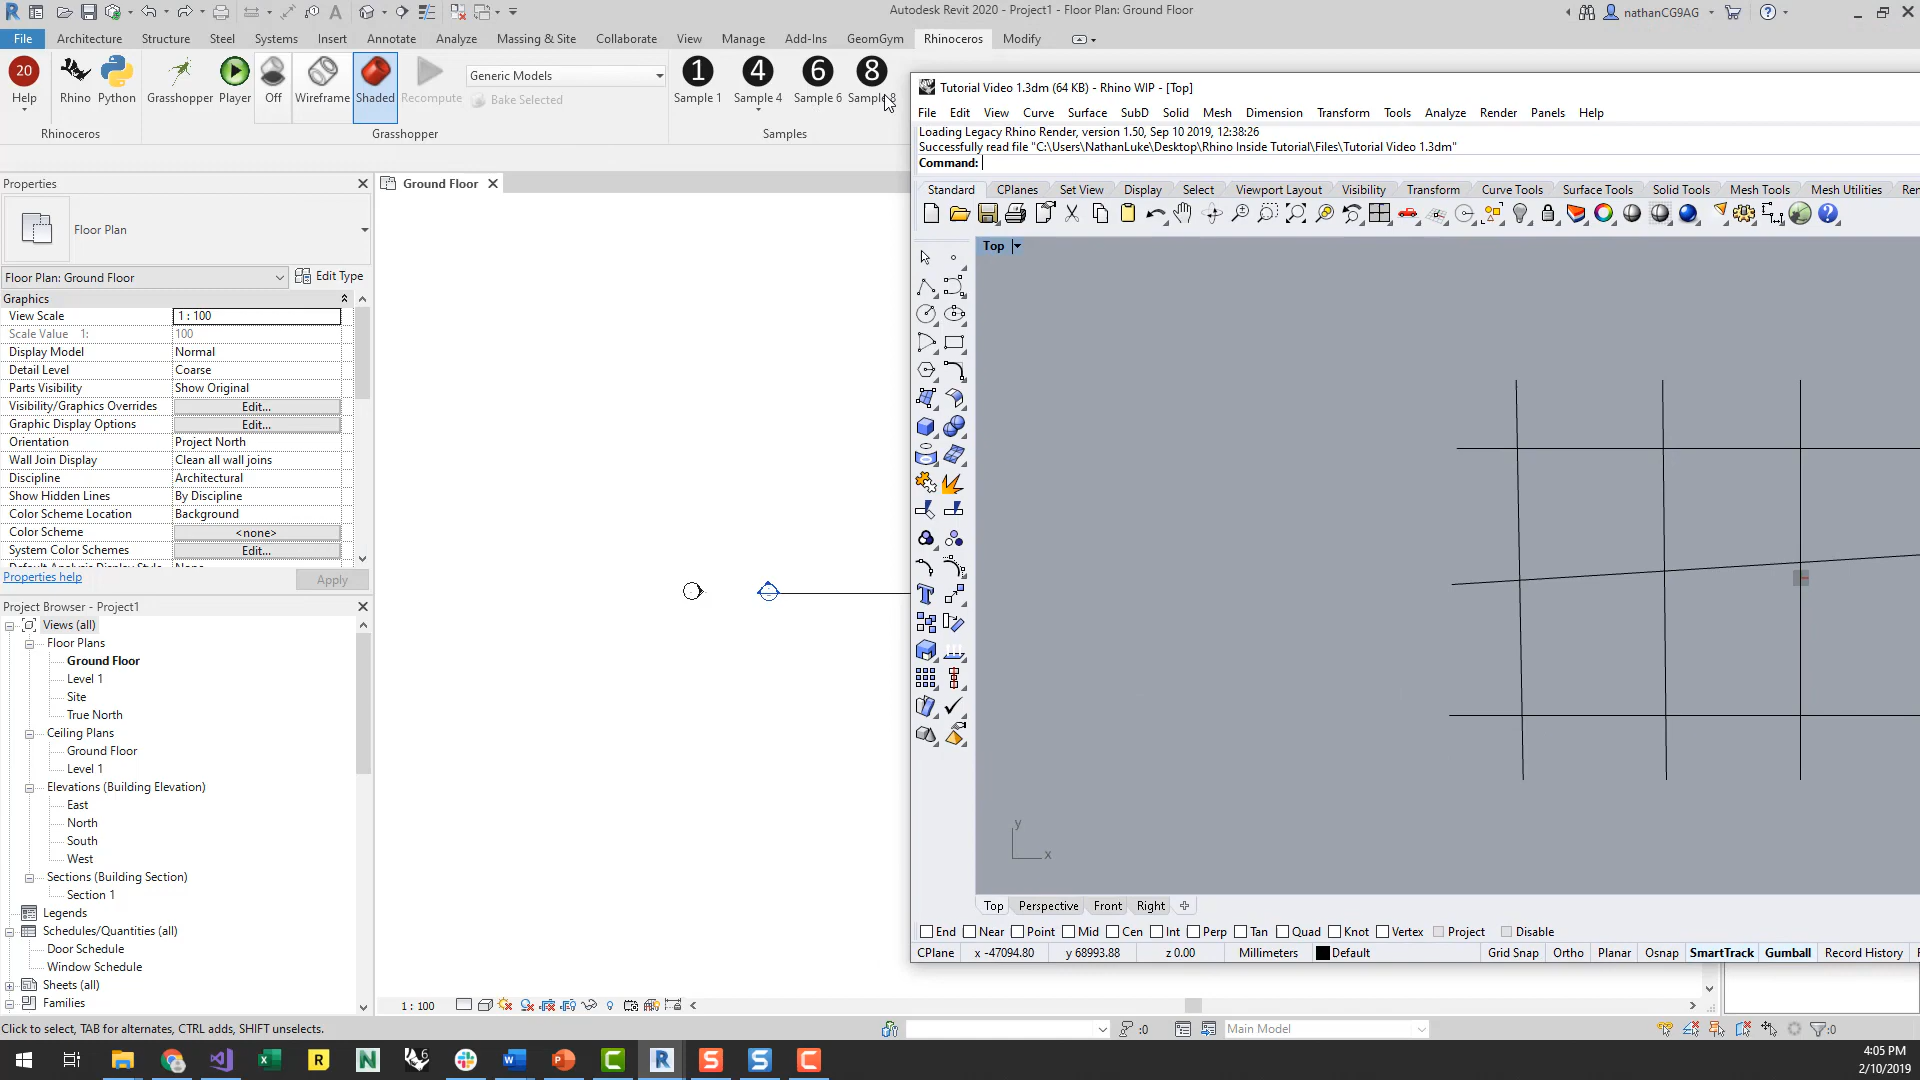 Autodesk Revit 2020 - Project1 - Floor Plan: Ground Floor
nathanCG9AG
File Architecture Structure Steel Systems Insert Annotate Analyze Massing & Site Collaborate View Manage Add-Ins GeomGym Rhinoceros Modify
20
Help Rhino Python Grasshopper Player Off Wireframe Shaded Recompute
Generic Models
Bake Selected
1 4 6 8
Sample 1 Sample 4 Sample 6 Sample 8
Rhinoceros Grasshopper Samples
Properties
Ground Floor
Floor Plan
Floor Plan: Ground Floor
Edit Type
Graphics
View Scale 1 : 100
Scale Value 1: 100
Display Model Normal
Detail Level Coarse
Parts Visibility Show Original
Visibility/Graphics Overrides Edit...
Graphic Display Options Edit...
Orientation Project North
Wall Join Display Clean all wall joins
Discipline Architectural
Show Hidden Lines By Discipline
Color Scheme Location Background
Color Scheme <none>
System Color Schemes Edit...
Properties help Apply
Project Browser - Project1
Views (all)
Floor Plans
Ground Floor
Level 1
Site
True North
Ceiling Plans
Ground Floor
Level 1
Elevations (Building Elevation)
East
North
South
West
Sections (Building Section)
Section 1
Legends
Schedules/Quantities (all)
Door Schedule
Window Schedule
Sheets (all)
Families
Tutorial Video 1.3dm (64 KB) - Rhino WIP - [Top]
File Edit View Curve Surface SubD Solid Mesh Dimension Transform Tools Analyze Render Panels Help
Loading Legacy Rhino Render, version 1.50, Sep 10 2019, 12:38:26
Successfully read file "C:\Users\NathanLuke\Desktop\Rhino Inside Tutorial\Files\Tutorial Video 1.3dm"
Command:
Standard CPlanes Set View Display Select Viewport Layout Visibility Transform Curve Tools Surface Tools Solid Tools Mesh Tools Mesh Utilities
Top
y
x
Top Perspective Front Right
End Near Point Mid Cen Int Perp Tan Quad Knot Vertex Project Disable
CPlane x -47094.80 y 68993.88 z 0.00 Millimeters Default Grid Snap Ortho Planar Osnap SmartTrack Gumball Record History
1 : 100
Click to select, TAB for alternates, CTRL adds, SHIFT unselects.
:0
Main Model
:0
4:05 PM
2/10/2019